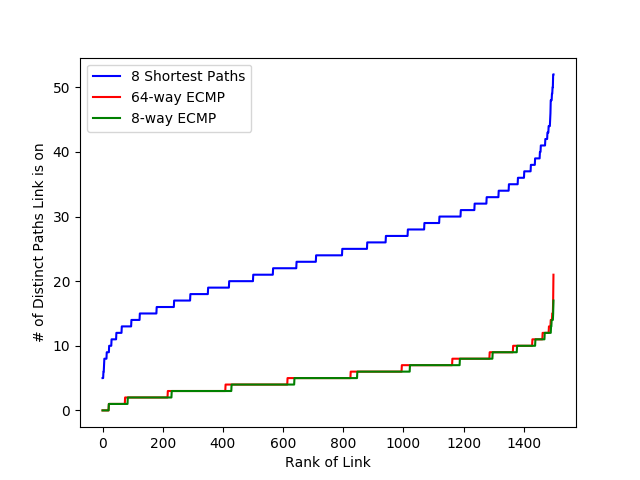 8 Shortest Paths
64-way ECMP
8-way ECMP
50
40
30
20
10
0
# of Distinct Paths Link is on
0 200 400 600 800 1000 1200 1400
Rank of Link